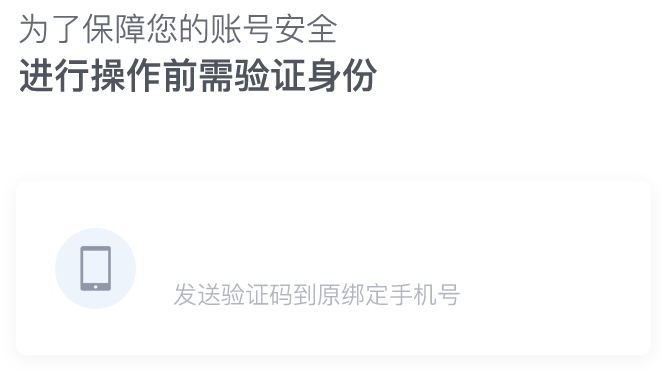 为了保障您的账号安全
进行操作前需验证身份
发送验证码到原绑定手机号